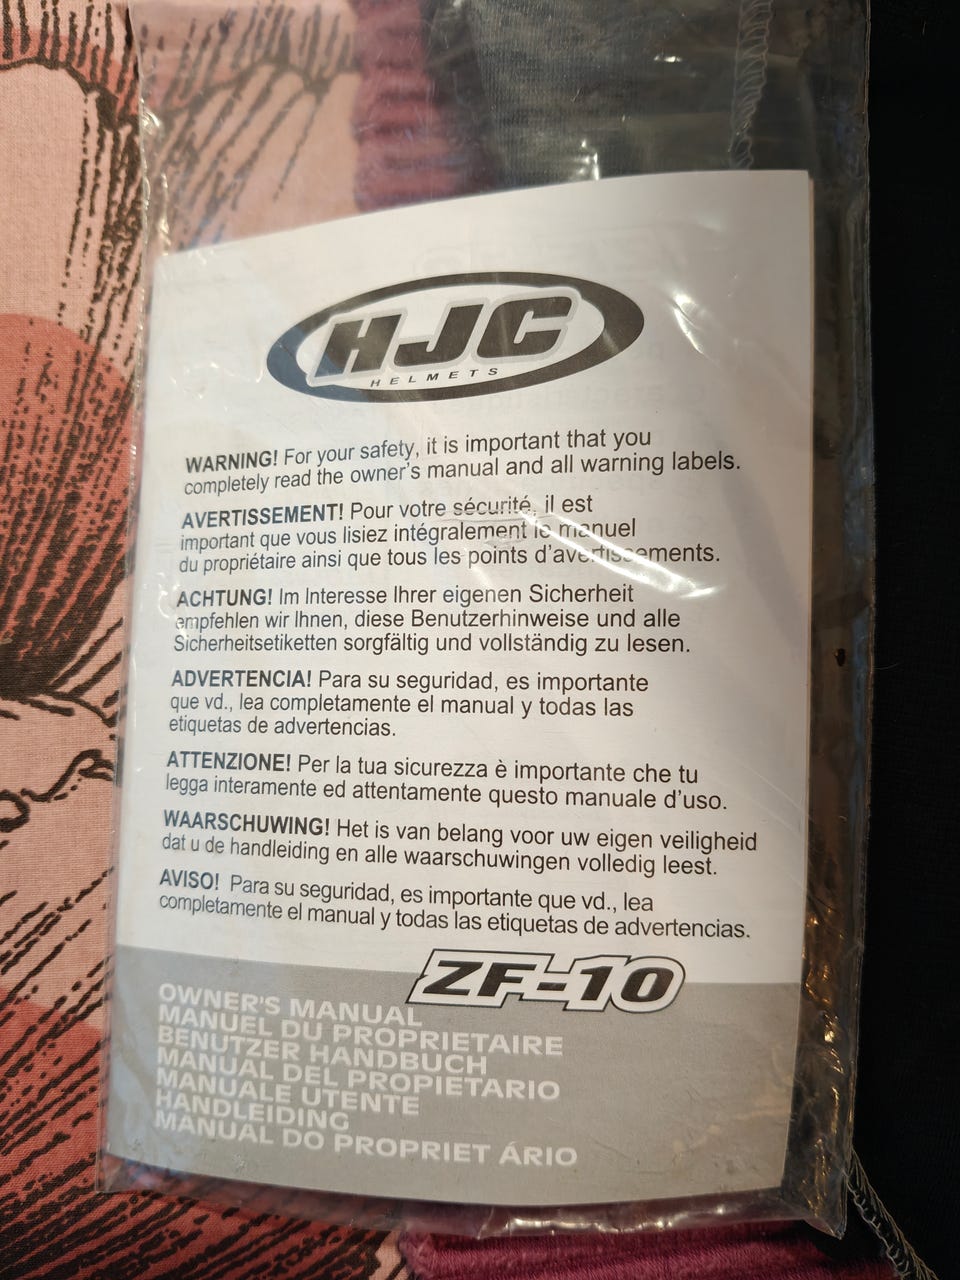 HJC
HELMETS
WARNING! For your safety, it is important that you
completely read the owner's manual and all warning labels.
AVERTISSEMENT! Pour votre sécurité, il est
important que vous lisiez intégralement le manuel
du propriétaire ainsi que tous les points d'avertissements.
ACHTUNG! Im Interesse Ihrer eigenen Sicherheit
empfehlen wir Ihnen, diese Benutzerhinweise und alle
Sicherheitsetiketten sorgfältig und vollständig zu lesen.
ADVERTENCIA! Para su seguridad, es importante
que vd., lea completamente el manual y todas las
etiquetas de advertencias.
ATTENZIONE! Per la tua sicurezza è importante che tu
legga interamente ed attentamente questo manuale d'uso.
WAARSCHUWING! Het is van belang voor uw eigen veiligheid
dat u de handleiding en alle waarschuwingen volledig leest.
AVISO! Para su seguridad, es importante que vd., lea
completamente el manual y todas las etiquetas de advertencias.
ZF-10
OWNER'S MANUAL
MANUEL DU PROPRIETAIRE
BENUTZER HANDBUCH
MANUAL DEL PROPIETARIO
MANUALE UTENTE
HANDLEIDING
MANUAL DO PROPRIET ÁRIO